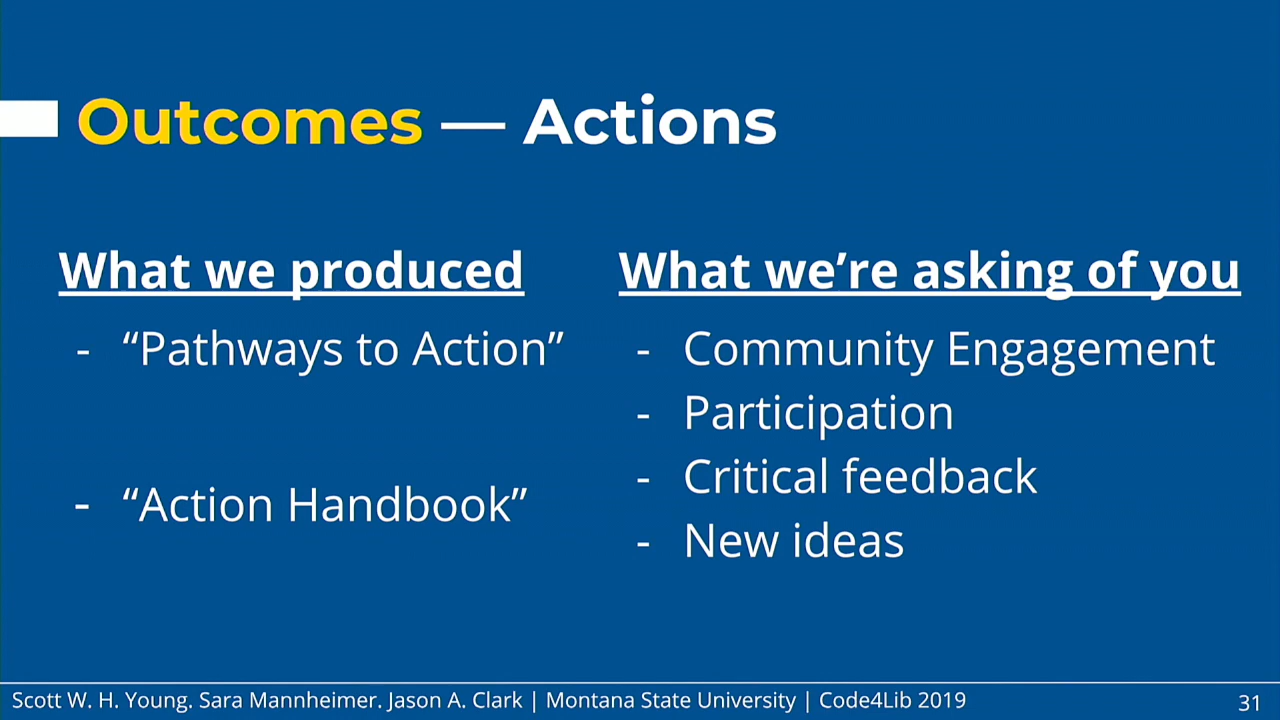 Outcomes — Actions
What we produced
- “Pathways to Action”
- “Action Handbook”
What we’re asking of you
- Community Engagement
- Participation
- Critical feedback
- New ideas
Scott W. H. Young. Sara Mannheimer. Jason A. Clark | Montana State University | Code4Lib 2019
31